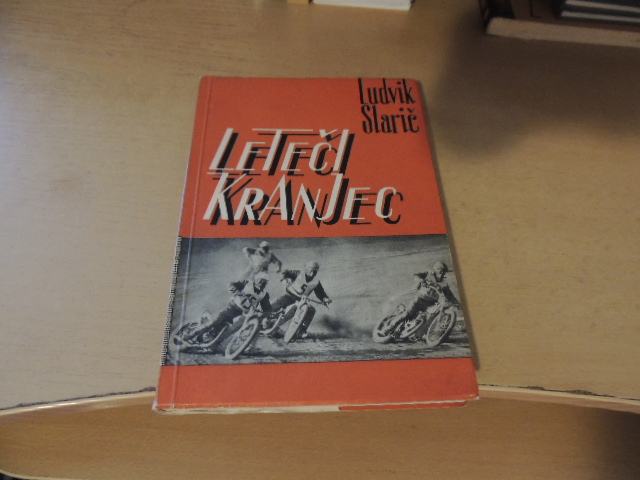 Ludvik
Starič
LETEČI
KRANJEC